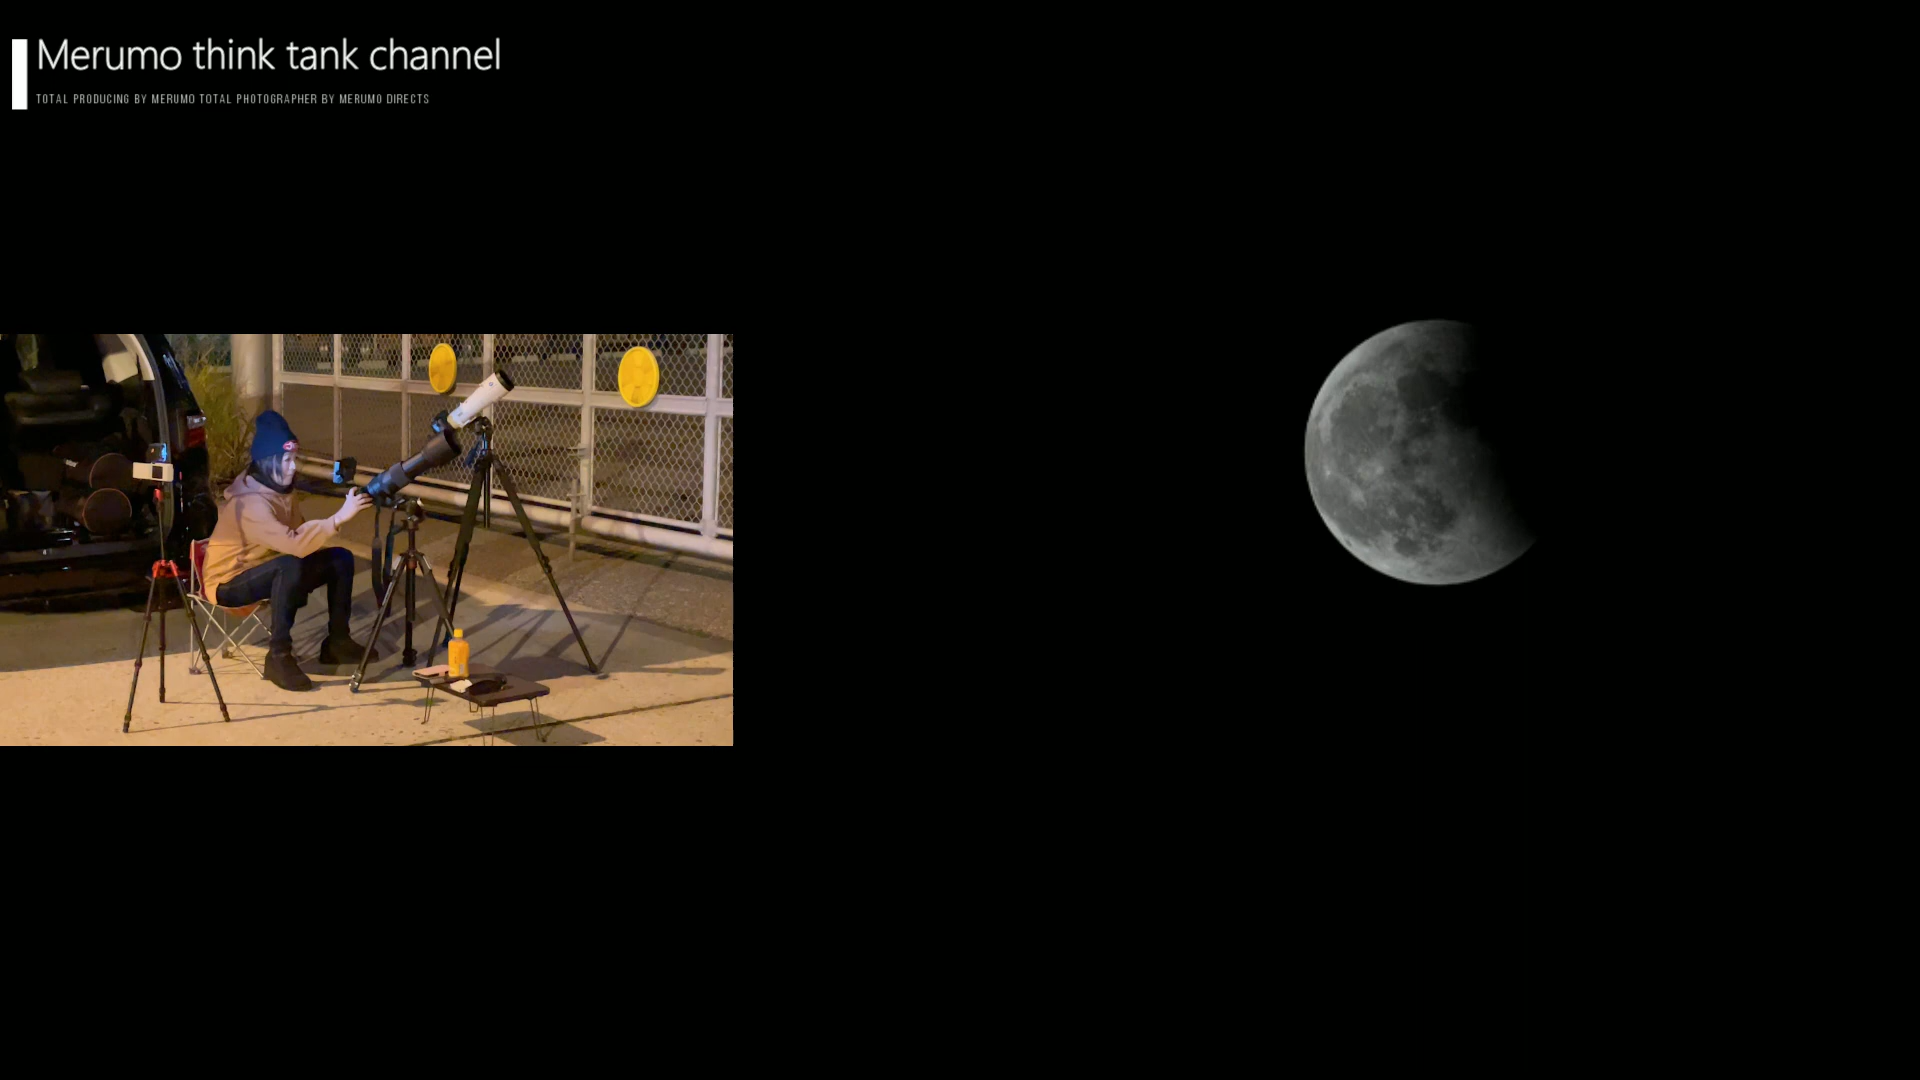 Merumo think tank channel
TOTAL PRODUCING BY MERUMO TOTAL PHOTOGRAPHER BY MERUMO DIRECTS